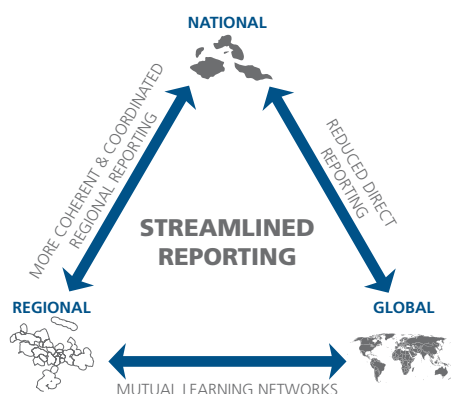 NATIONAL
MORE COHERENT & COORDINATED
REGIONAL REPORTING
REDUCED DIRECT
REPORTING
STREAMLINED
REPORTING
REGIONAL
GLOBAL
MUTUAL LEARNING NETWORKS